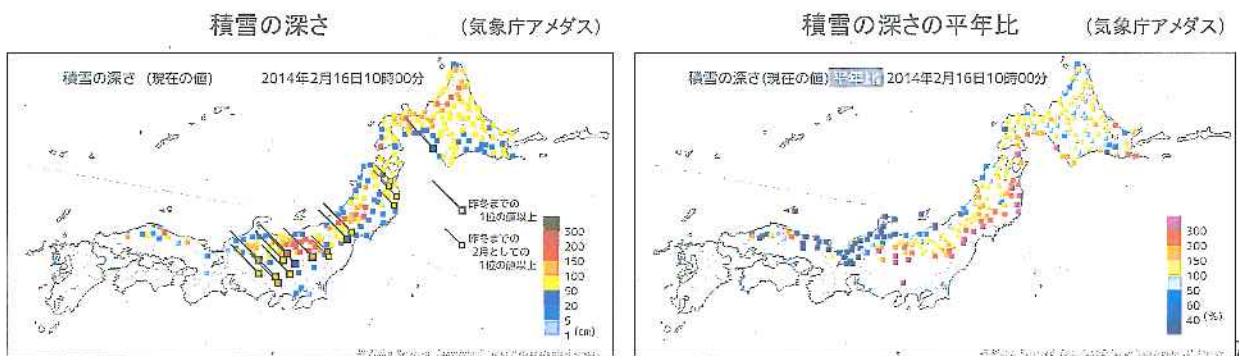 積雪の深さ
(気象庁アメダス)
積雪の深さ (現在の値)
2014年2月16日10時00分
昨冬までの
1位の値以上
昨冬までの
2月としての
1位の値以上
300
200
150
100
50
20
5
1 (cm)
積雪の深さの平年比
(気象庁アメダス)
積雪の深さ(現在の値) 平年比 2014年2月16日10時00分
300
200
150
100
80
60
40 (%)